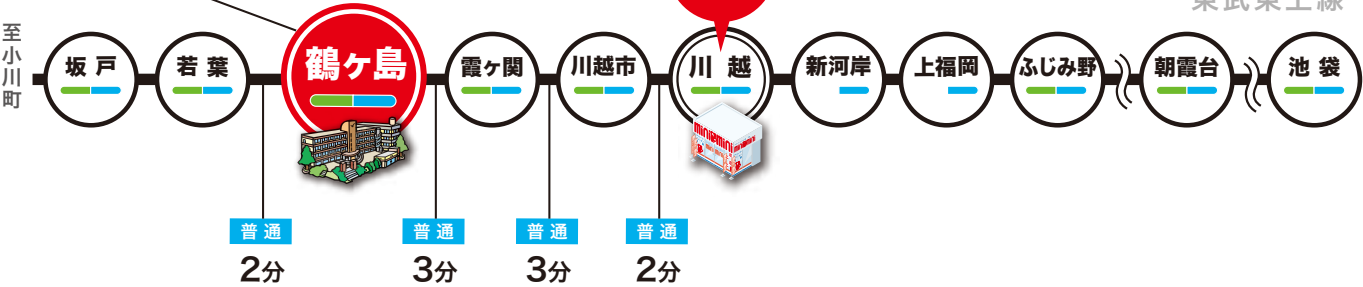 東武東上線
至小川町
坂戸
若葉
鶴ヶ島
霞ヶ関
川越市
川越
新河岸
上福岡
ふじみ野
朝霞台
池袋
minimini
minimini
普通
2分
普通
3分
普通
3分
普通
2分